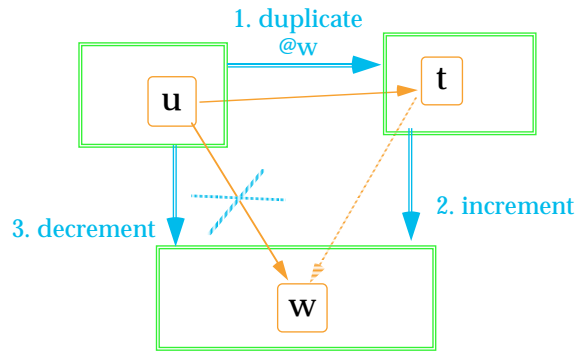 1. duplicate
@w
u
t
3. decrement
2. increment
w